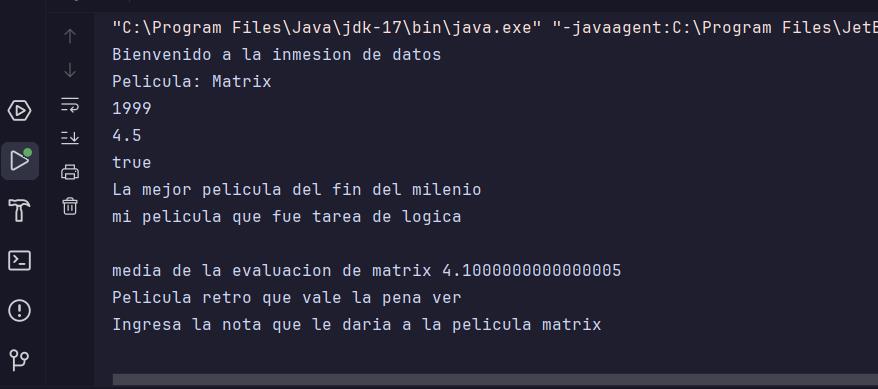 "C:\Program Files\Java\jdk-17\bin\java.exe" "-javaagent:C:\Program Files\JetB
Bienvenido a la inmesion de datos
Pelicula: Matrix
1999
4.5
true
La mejor pelicula del fin del milenio
mi pelicula que fue tarea de logica
media de la evaluacion de matrix 4.1000000000000005
Pelicula retro que vale la pena ver
Ingresa la nota que le daria a la pelicula matrix